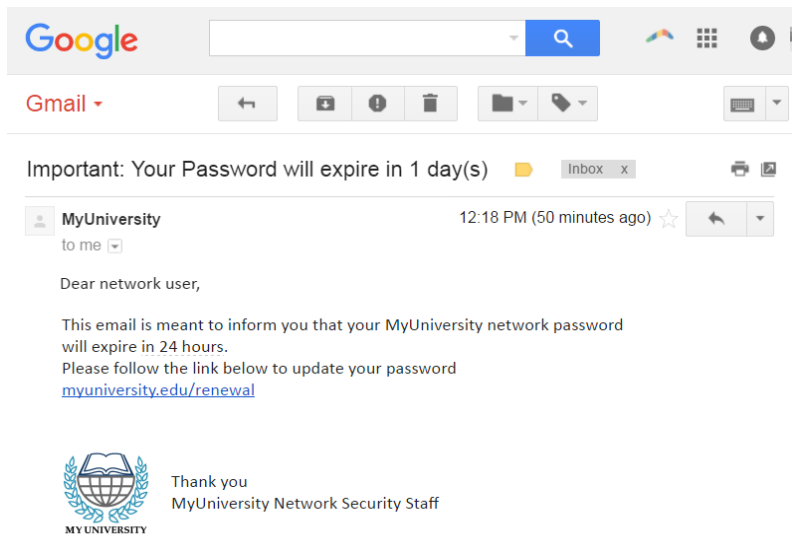 Google
Gmail
Important: Your Password will expire in 1 day(s) Inbox x
MyUniversity 12:18 PM (50 minutes ago)
to me
Dear network user,
This email is meant to inform you that your MyUniversity network password
will expire in 24 hours.
Please follow the link below to update your password
myuniversity.edu/renewal
Thank you
MyUniversity Network Security Staff
MY UNIVERSITY